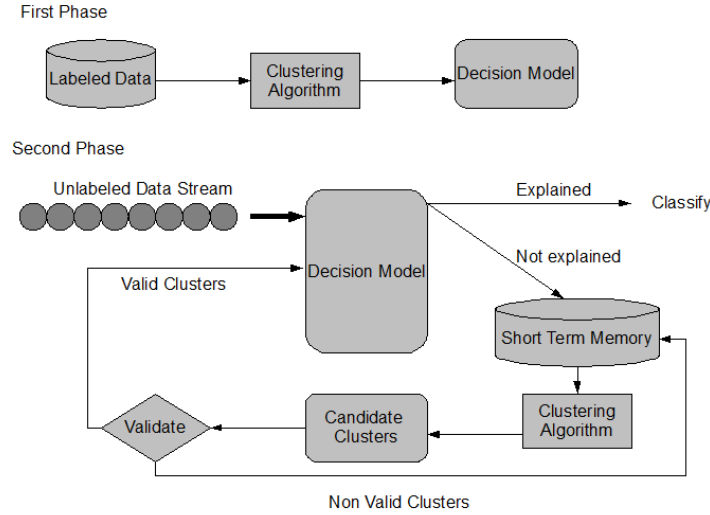 First Phase
Labeled Data
Clustering
Algorithm
Decision Model
Second Phase
Unlabeled Data Stream
Explained
Classify
Not explained
Decision Model
Valid Clusters
Short Term Memory
Validate
Candidate
Clusters
Clustering
Algorithm
Non Valid Clusters